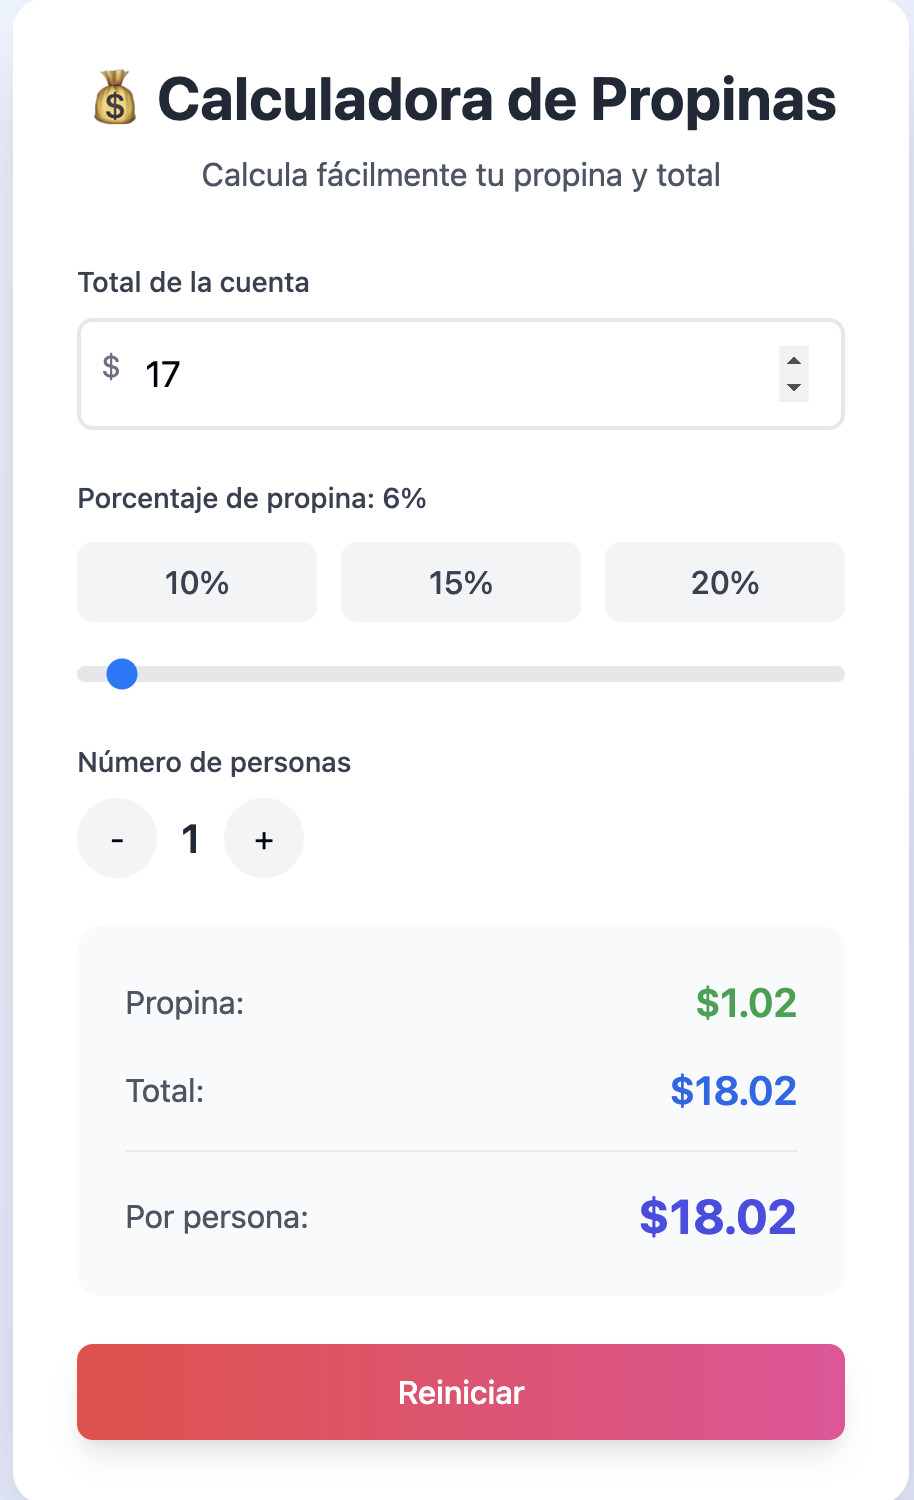 💰 Calculadora de Propinas
Calcula fácilmente tu propina y total
Total de la cuenta
$ 17
Porcentaje de propina: 6%
10% 15% 20%
Número de personas
- 1 +
Propina: $1.02
Total: $18.02
Por persona: $18.02
Reiniciar